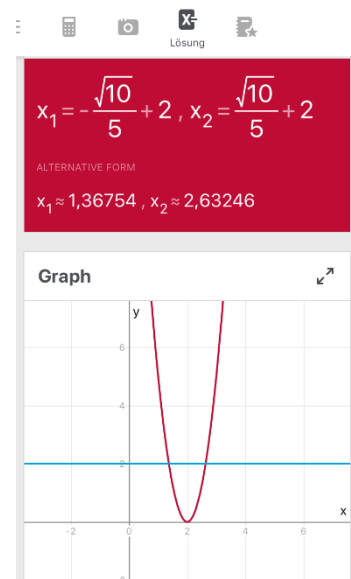 Lösung
x₁ = -√10/5 + 2 , x₂ = √10/5 + 2
ALTERNATIVE FORM
x₁ ≈ 1,36754 , x₂ ≈ 2,63246
Graph
y
6
4
2
x
-2 0 2 4 6
-2